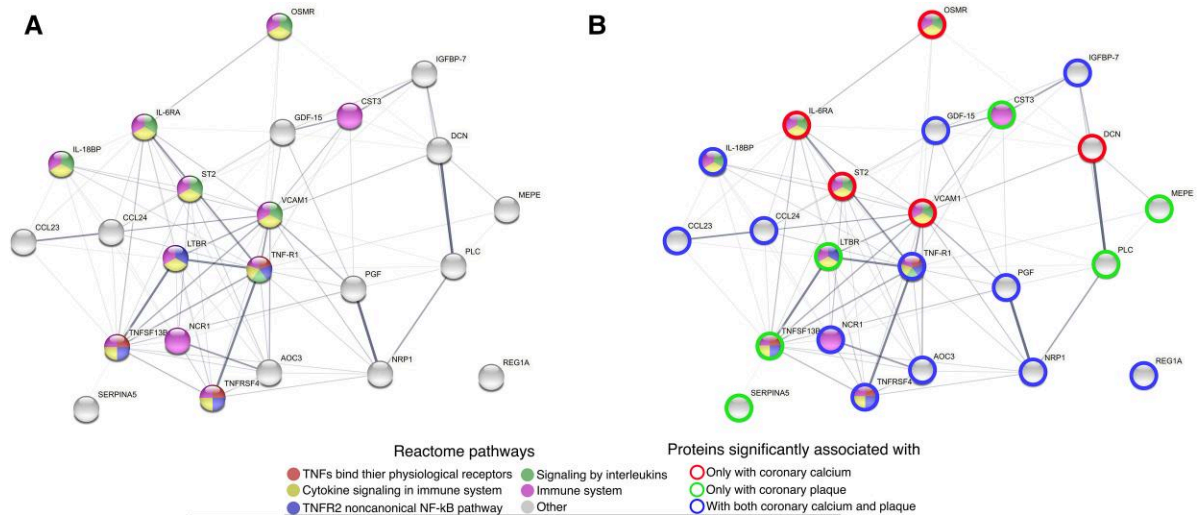 A
OSMR
IGFBP-7
CST3
IL-6RA
GDF-15
DCN
IL-18BP
ST2
MEPE
VCAM1
CCL24
CCL23
LTBR
TNF-R1
PLC
PGF
TNFSF13B
NCR1
AOC3
NRP1
REG1A
SERPINA5
TNFRSF4
B
OSMR
IGFBP-7
CST3
IL-6RA
GDF-15
DCN
IL-18BP
ST2
MEPE
VCAM1
CCL24
CCL23
LTBR
TNF-R1
PLC
PGF
TNFSF13B
NCR1
AOC3
NRP1
REG1A
SERPINA5
TNFRSF4
Reactome pathways
TNFs bind thier physiological receptors
Cytokine signaling in immune system
TNFR2 noncanonical NF-kB pathway
Signaling by interleukins
Immune system
Other
Proteins significantly associated with
Only with coronary calcium
Only with coronary plaque
With both coronary calcium and plaque